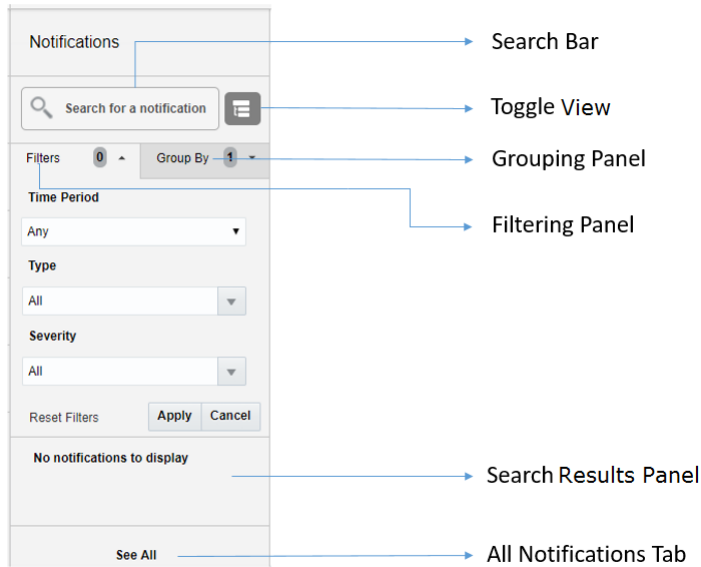 Notifications
Search Bar
Search for a notification
Toggle View
Filters 0 Group By 1
Grouping Panel
Time Period
Filtering Panel
Any
Type
All
Severity
All
Reset Filters Apply Cancel
No notifications to display
Search Results Panel
See All
All Notifications Tab